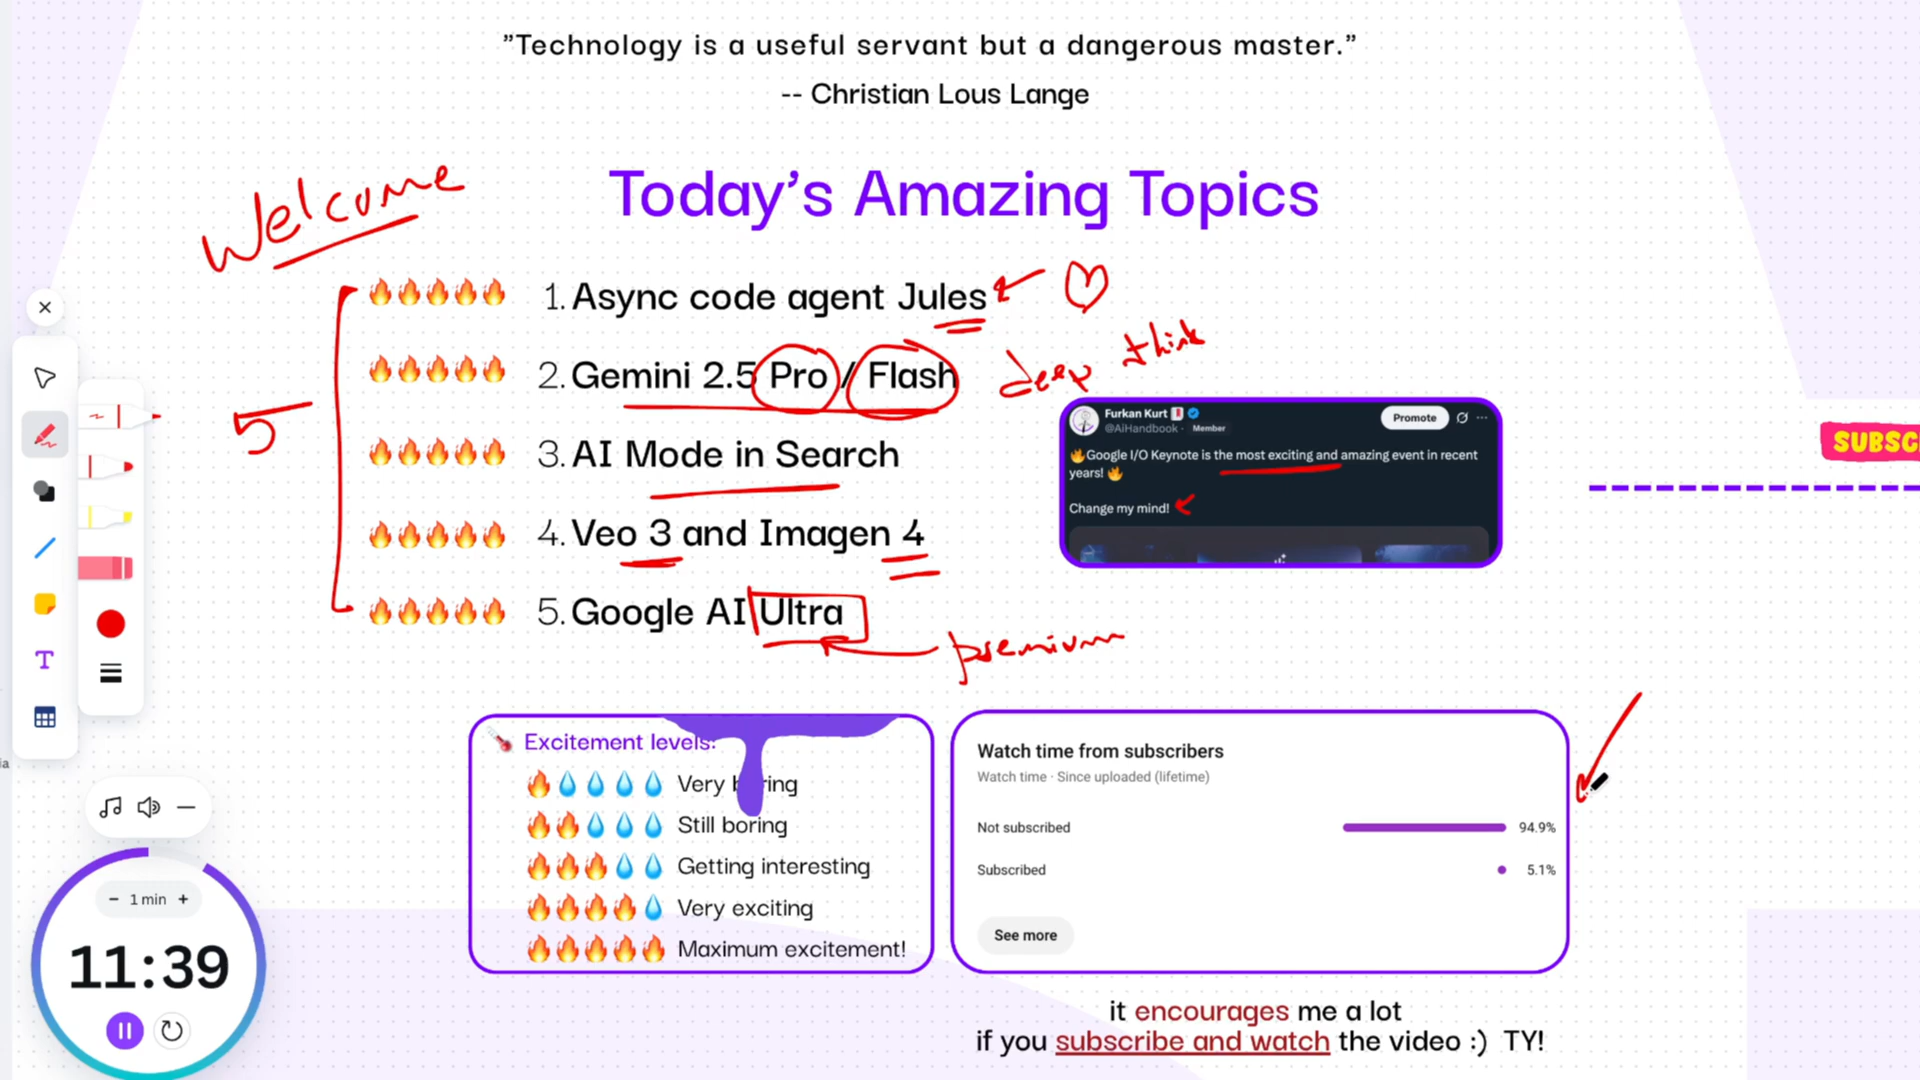 "Technology is a useful servant but a dangerous master."
-- Christian Lous Lange
Today's Amazing Topics
Welcome
5
1. Async code agent Jules
2. Gemini 2.5 Pro / Flash
deep think
3. AI Mode in Search
4. Veo 3 and Imagen 4
5. Google AI Ultra
premium
Furkan Kurt
@AiHandbook · Member
Promote
Google I/O Keynote is the most exciting and amazing event in recent
years!
Change my mind!
SUBSC
Excitement levels:
Very b ring
Still boring
Getting interesting
Very exciting
Maximum excitement!
Watch time from subscribers
Watch time · Since uploaded (lifetime)
Not subscribed 94.9%
Subscribed 5.1%
See more
it encourages me a lot
if you subscribe and watch the video :) TY!
T
ia
− 1 min +
11:39